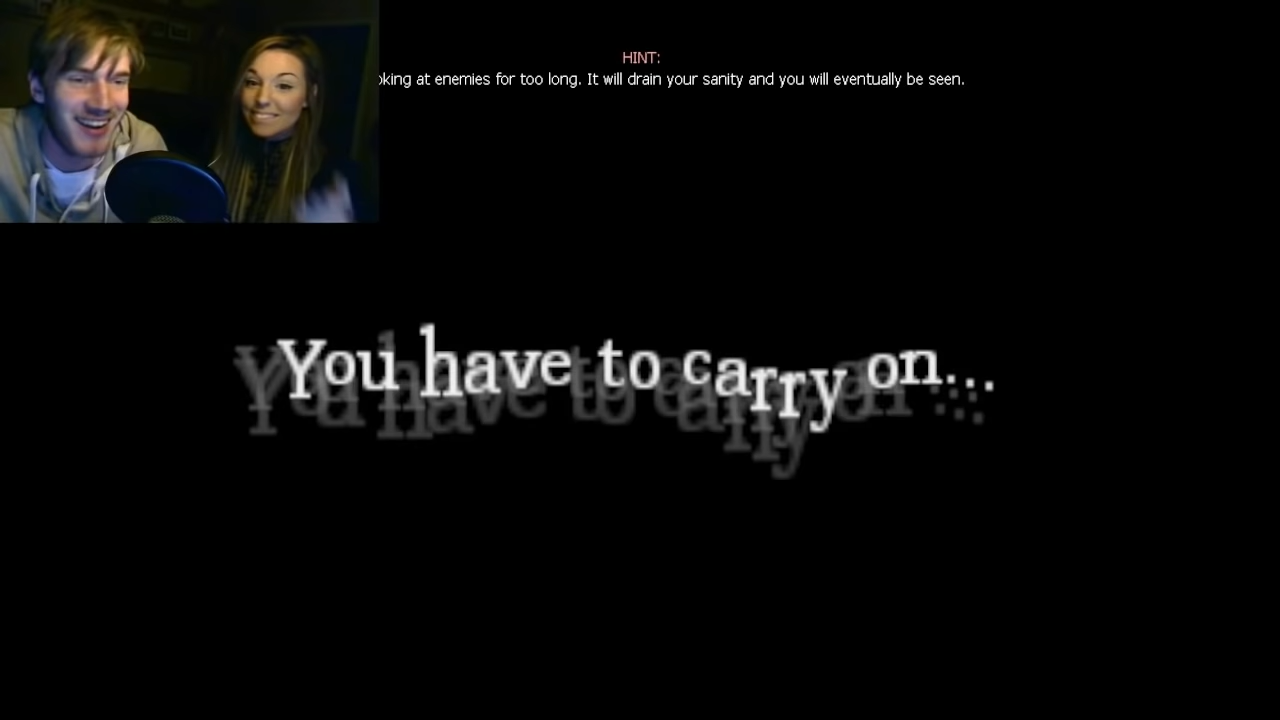 HINT:
at enemies for too long. It will drain your sanity and you will eventually be seen.
You have to carry on...